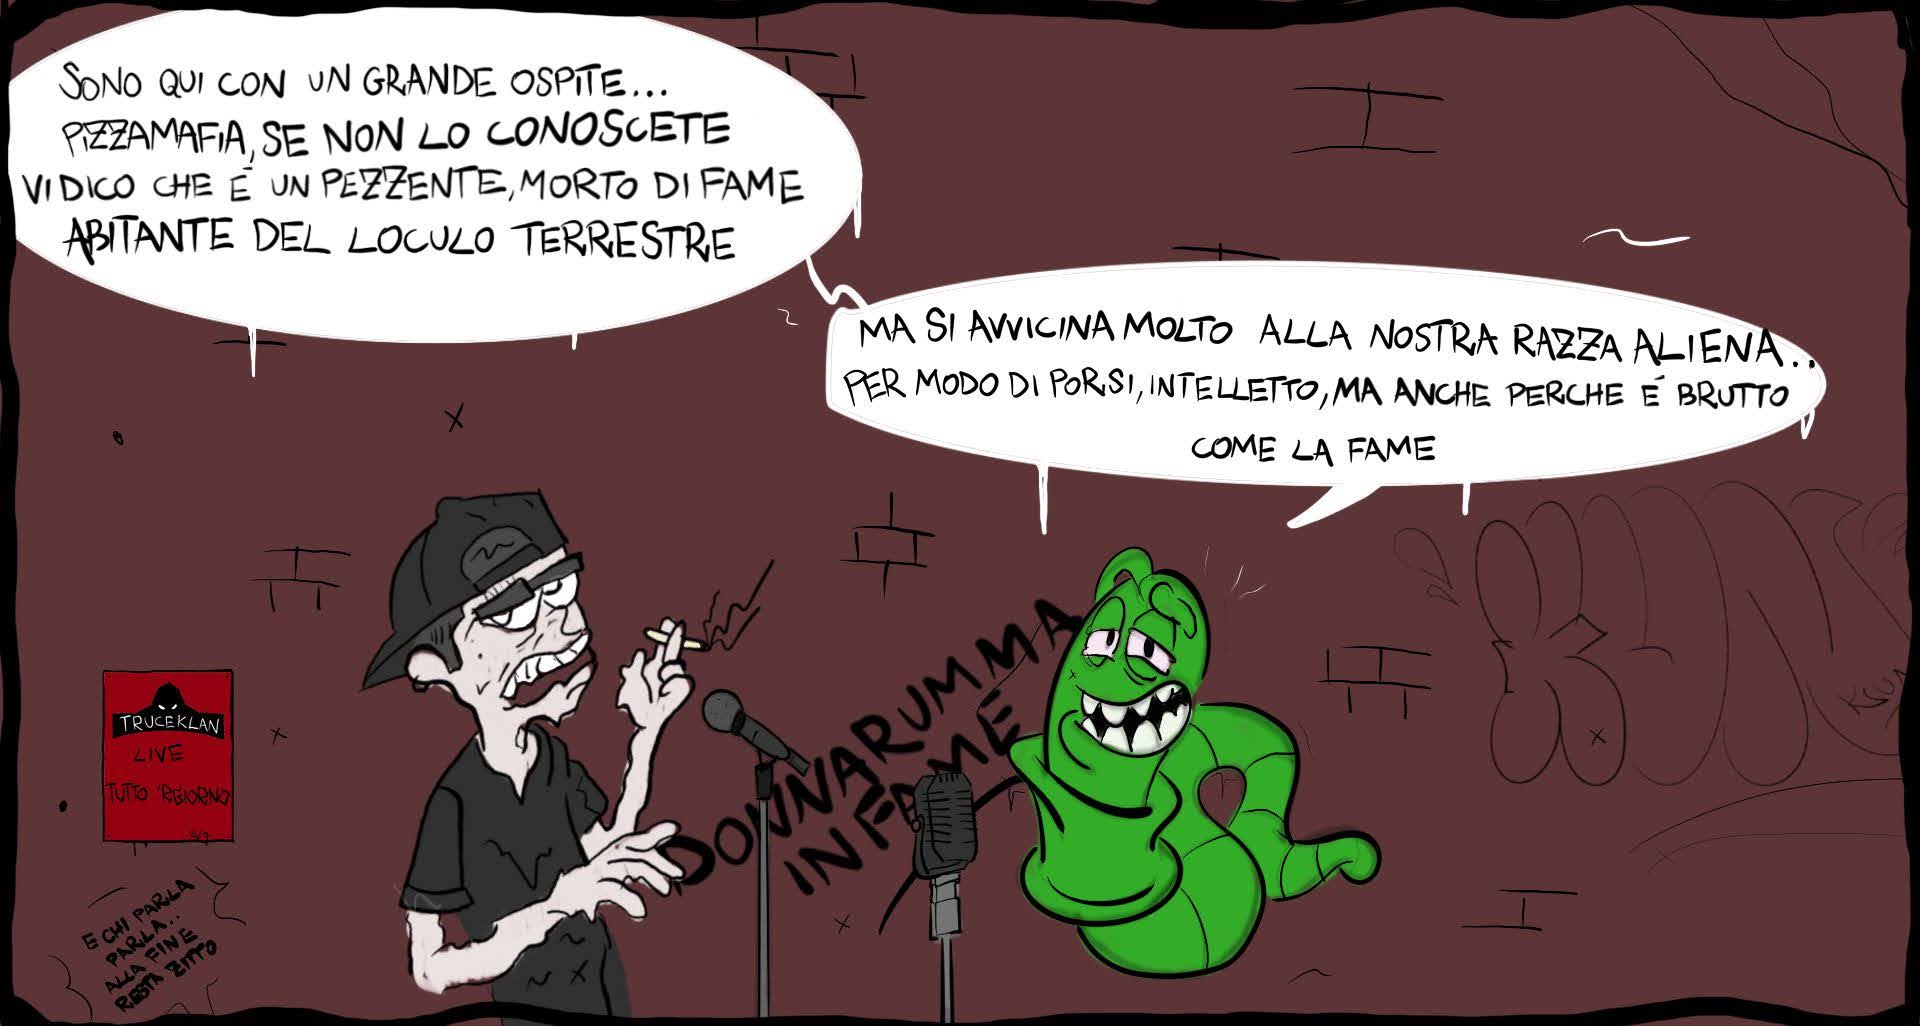 SONO QUI CON UN GRANDE OSPITE...
PIZZAMAFIA, SE NON LO CONOSCETE
VI DICO CHE É UN PEZZENTE, MORTO DI FAME
ABITANTE DEL LOCULO TERRESTRE
MA SI AVVICINA MOLTO ALLA NOSTRA RAZZA ALIENA...
PER MODO DI PORSI, INTELLETTO, MA ANCHE PERCHE É BRUTTO
COME LA FAME
DONNARUMMA
INFAME
TRUCEKLAN
LIVE
TUTTO 'RGIORNO
E CHI PARLA
PARLA..
ALLA FINE
RESTA ZITTO